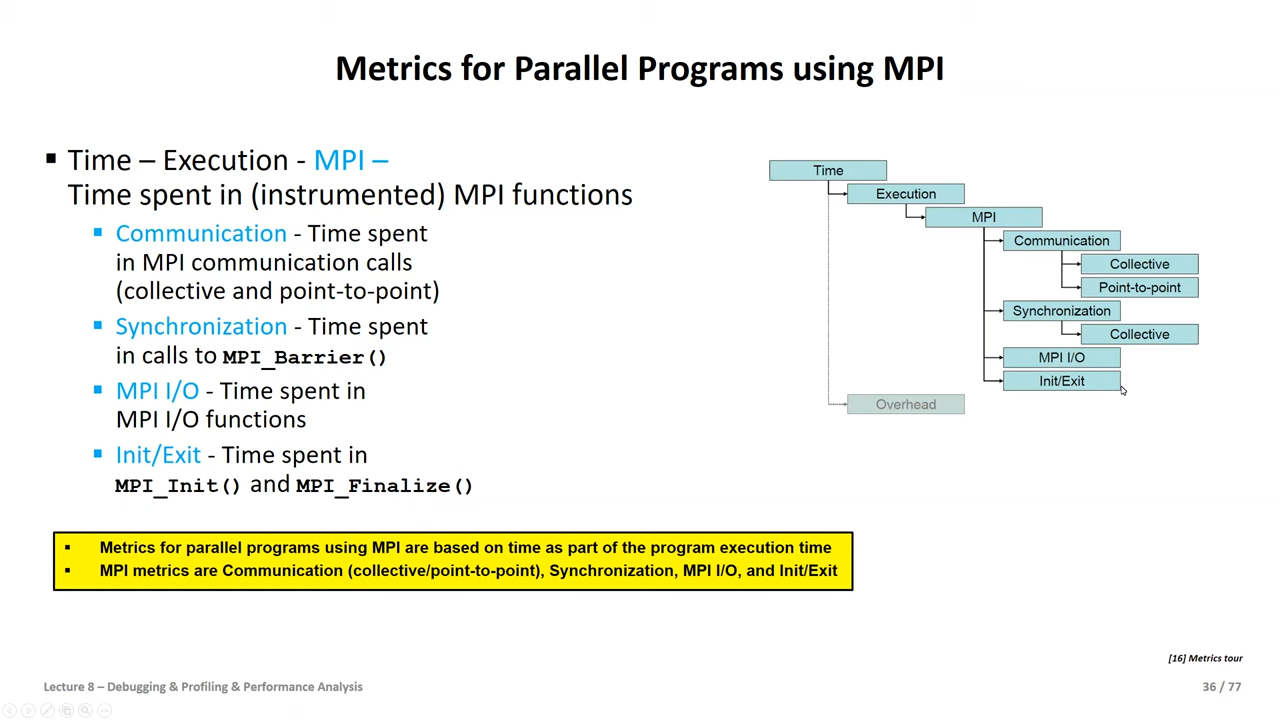 Metrics for Parallel Programs using MPI
▪ Time – Execution - MPI –
Time spent in (instrumented) MPI functions
▪ Communication - Time spent
in MPI communication calls
(collective and point-to-point)
▪ Synchronization - Time spent
in calls to MPI_Barrier()
▪ MPI I/O - Time spent in
MPI I/O functions
▪ Init/Exit - Time spent in
MPI_Init() and MPI_Finalize()
Time
Execution
MPI
Communication
Collective
Point-to-point
Synchronization
Collective
MPI I/O
Init/Exit
Overhead
▪ Metrics for parallel programs using MPI are based on time as part of the program execution time
▪ MPI metrics are Communication (collective/point-to-point), Synchronization, MPI I/O, and Init/Exit
[16] Metrics tour
Lecture 8 – Debugging & Profiling & Performance Analysis
36 / 77